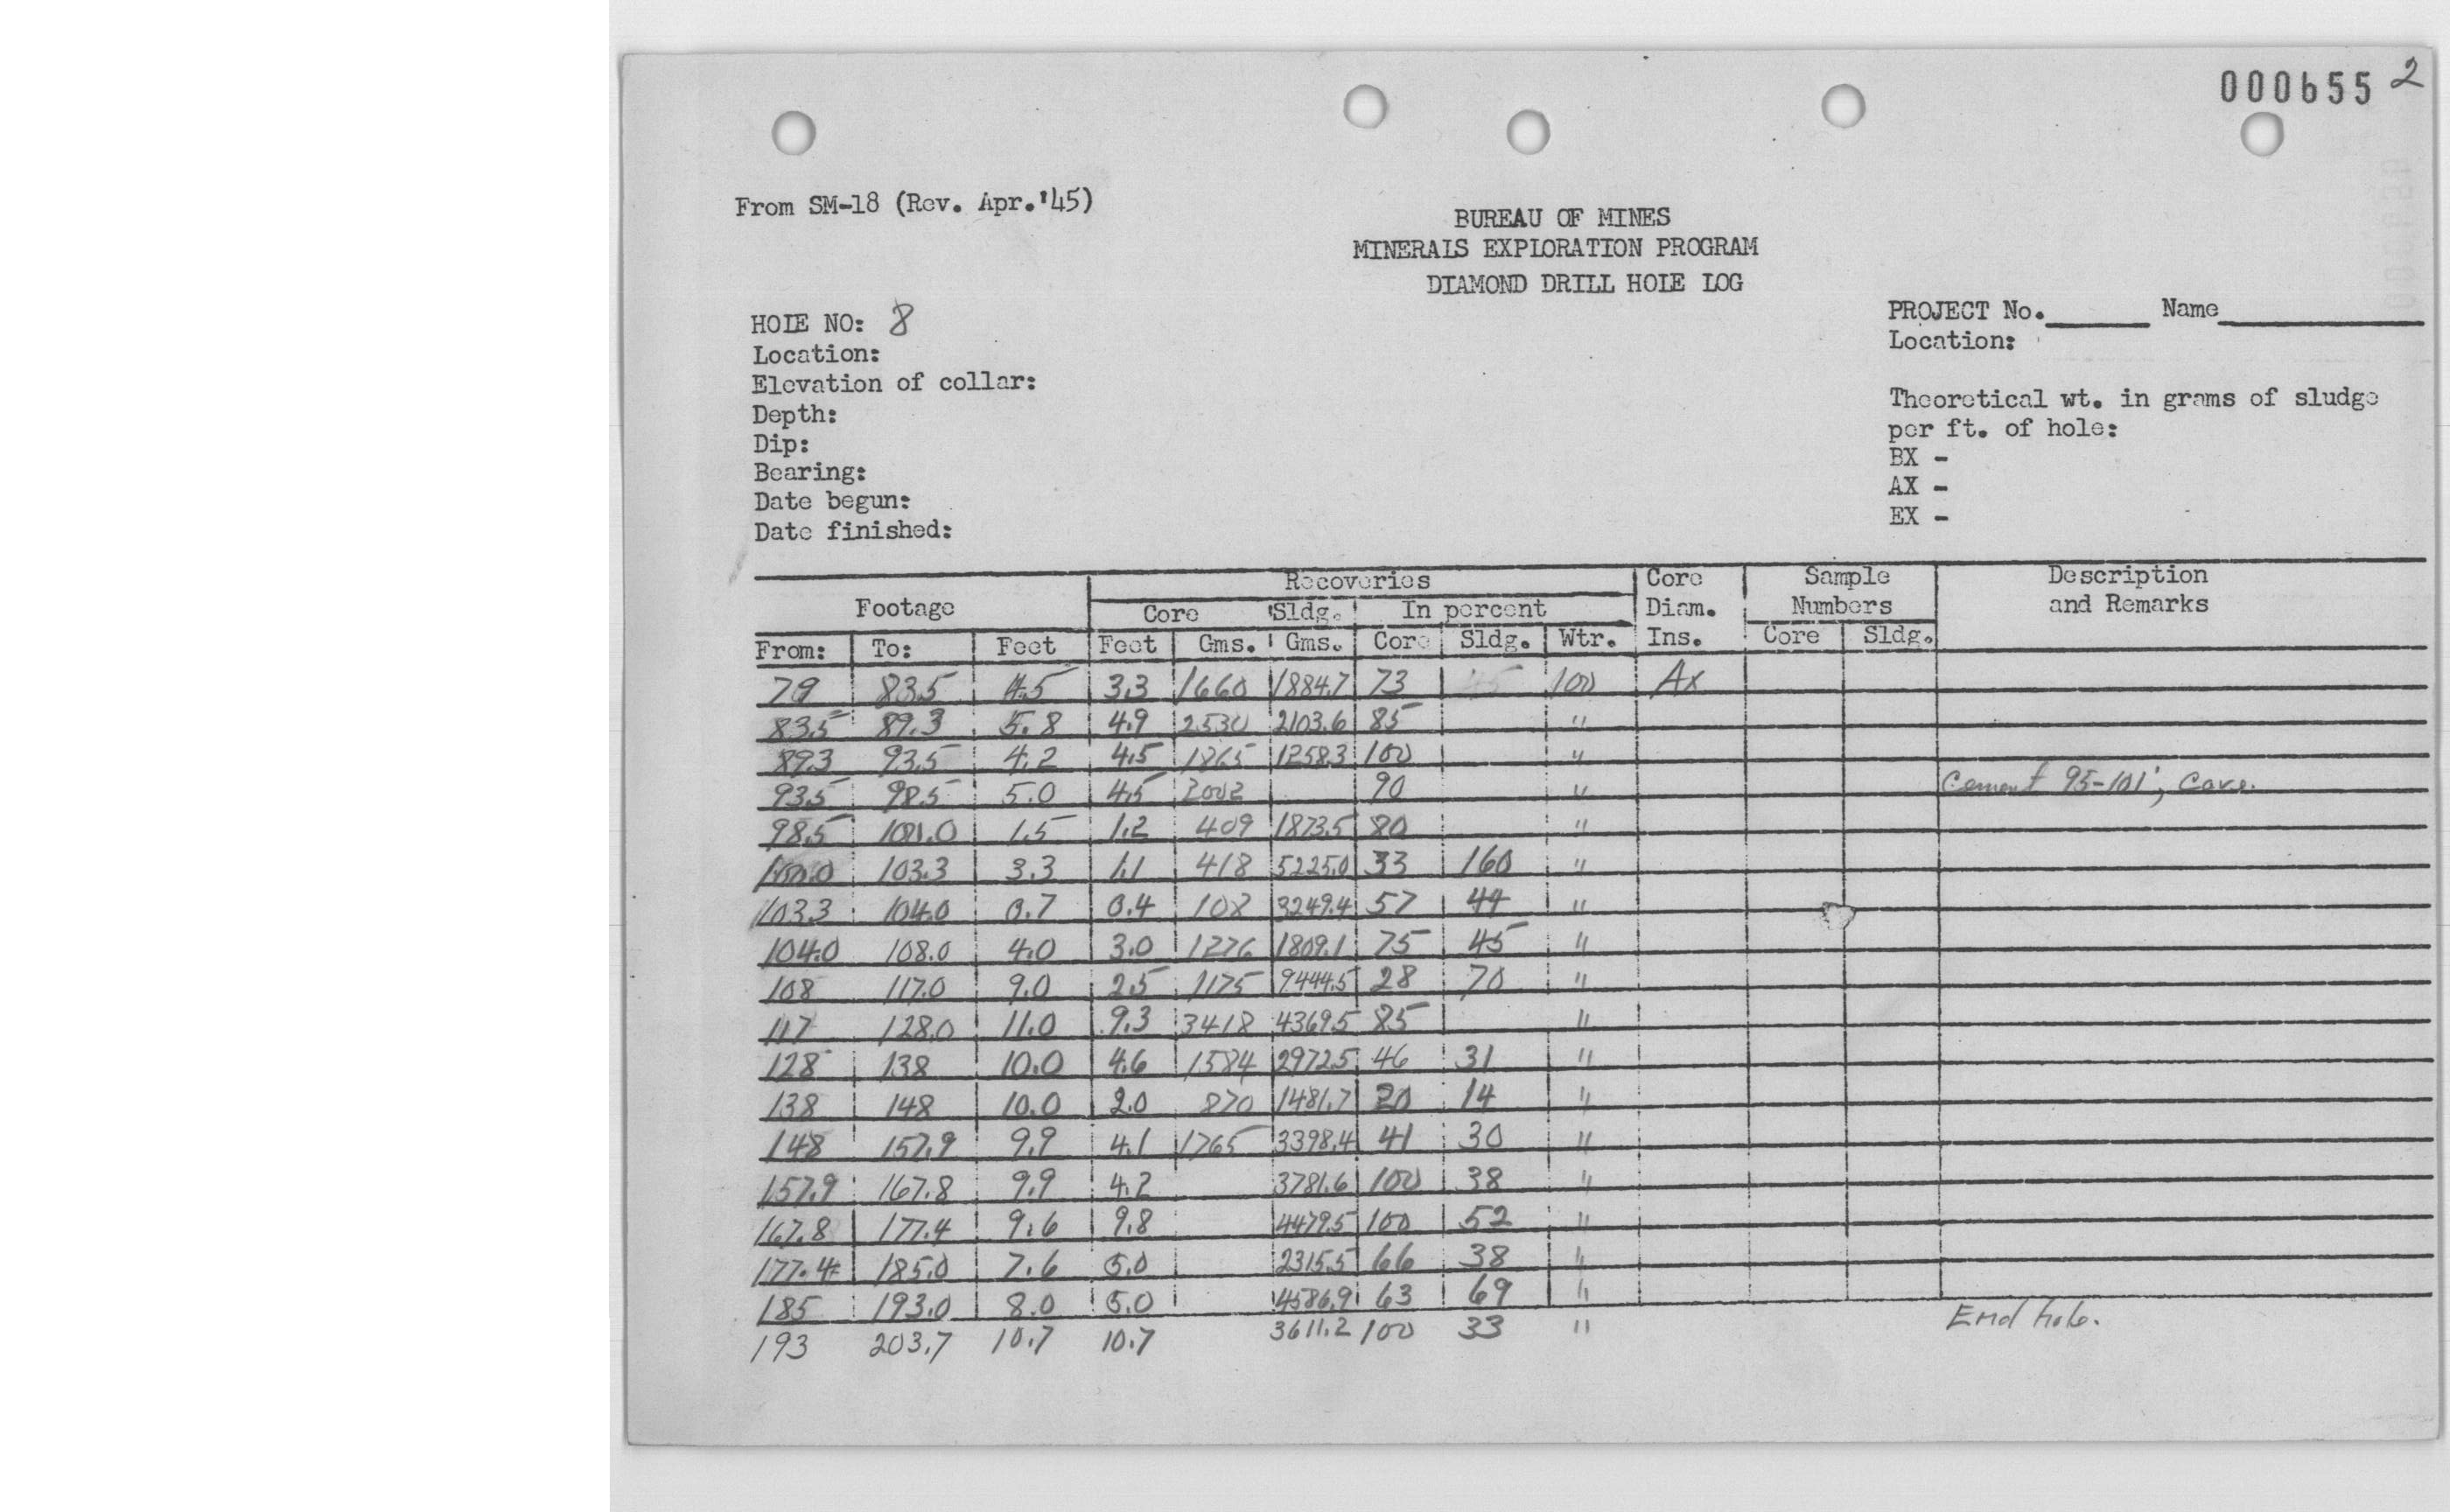 000655 2
From SM-18 (Rev. Apr.'45)
BUREAU OF MINES
MINERALS EXPLORATION PROGRAM
DIAMOND DRILL HOLE LOG
HOLE NO: 8
PROJECT No. Name
Location:
Location:
Elevation of collar:
Theoretical wt. in grams of sludge
Depth:
per ft. of hole:
Dip:
BX -
Bearing:
AX -
Date begun:
EX -
Date finished:
Recoveries Core Sample Description
Footage Core Sldg. In percent Diam. Numbers and Remarks
From: To: Feet Feet Gms. Gms. Core Sldg. Wtr. Ins. Core Sldg.
79 83.5 4.5 3.3 1660 1884.7 73 45 100 Ax
83.5 89.3 5.8 4.9 2530 2103.6 85 "
89.3 93.5 4.2 4.5 1865 1258.3 100 "
93.5 98.5 5.0 4.5 2002 90 " Cement 95-101'; Cave.
98.5 100.0 1.5 1.2 409 1873.5 80 "
100.0 103.3 3.3 1.1 418 5225.0 33 160 "
103.3 104.0 0.7 0.4 108 3249.4 57 44 "
104.0 108.0 4.0 3.0 1276 1809.1 75 45 "
108 117.0 9.0 2.5 1175 9444.5 28 70 "
117 128.0 11.0 9.3 3418 4369.5 85 "
128 138 10.0 4.6 1584 2972.5 46 31 "
138 148 10.0 2.0 870 1481.7 20 14 "
148 157.9 9.9 4.1 1765 3398.4 41 30 "
157.9 167.8 9.9 4.2 3781.6 100 38 "
167.8 177.4 9.6 9.8 4479.5 100 52 "
177.4 185.0 7.6 5.0 2315.5 66 38 "
185 193.0 8.0 5.0 4586.9 63 69 "
193 203.7 10.7 10.7 3611.2 100 33 " End hole.